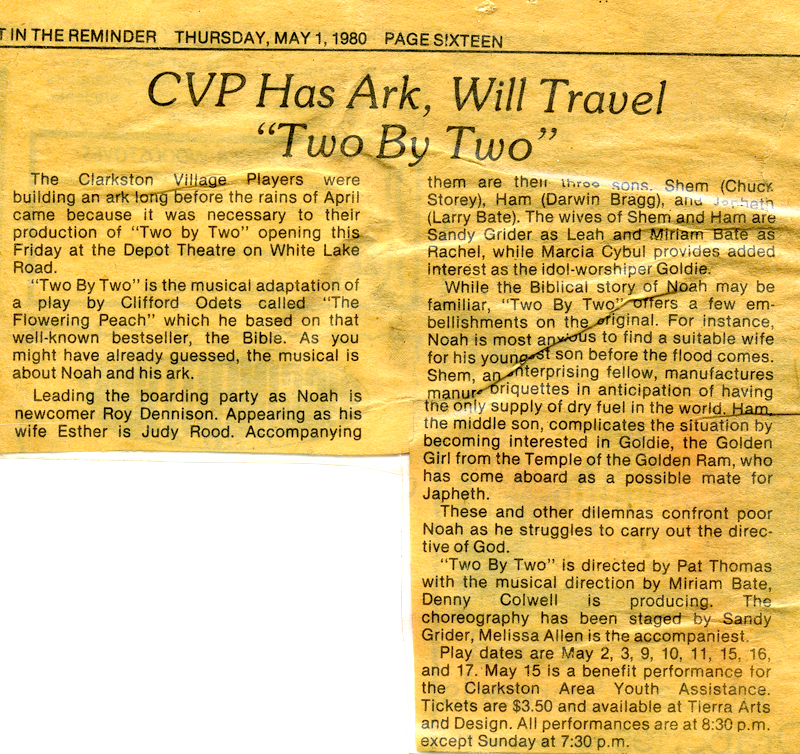 T IN THE REMINDER THURSDAY, MAY 1, 1980 PAGE SIXTEEN
CVP Has Ark, Will Travel
“Two By Two”
The Clarkston Village Players were
building an ark long before the rains of April
came because it was necessary to their
production of “Two by Two” opening this
Friday at the Depot Theatre on White Lake
Road.
“Two By Two” is the musical adaptation of
a play by Clifford Odets called “The
Flowering Peach” which he based on that
well-known bestseller, the Bible. As you
might have already guessed, the musical is
about Noah and his ark.
Leading the boarding party as Noah is
newcomer Roy Dennison. Appearing as his
wife Esther is Judy Rood. Accompanying
them are their three sons. Shem (Chuck
Storey), Ham (Darwin Bragg), and Japheth
(Larry Bate). The wives of Shem and Ham are
Sandy Grider as Leah and Miriam Bate as
Rachel, while Marcia Cybul provides added
interest as the idol-worshiper Goldie.
While the Biblical story of Noah may be
familiar, “Two By Two” offers a few em-
bellishments on the original. For instance,
Noah is most anxious to find a suitable wife
for his youngest son before the flood comes.
Shem, an enterprising fellow, manufactures
manure briquettes in anticipation of having
the only supply of dry fuel in the world. Ham,
the middle son, complicates the situation by
becoming interested in Goldie, the Golden
Girl from the Temple of the Golden Ram, who
has come aboard as a possible mate for
Japheth.
These and other dilemnas confront poor
Noah as he struggles to carry out the direc-
tive of God.
“Two By Two” is directed by Pat Thomas
with the musical direction by Miriam Bate,
Denny Colwell is producing. The
choreography has been staged by Sandy
Grider, Melissa Allen is the accompaniest.
Play dates are May 2, 3, 9, 10, 11, 15, 16,
and 17. May 15 is a benefit performance for
the Clarkston Area Youth Assistance.
Tickets are $3.50 and available at Tierra Arts
and Design. All performances are at 8:30 p.m.
except Sunday at 7:30 p.m.